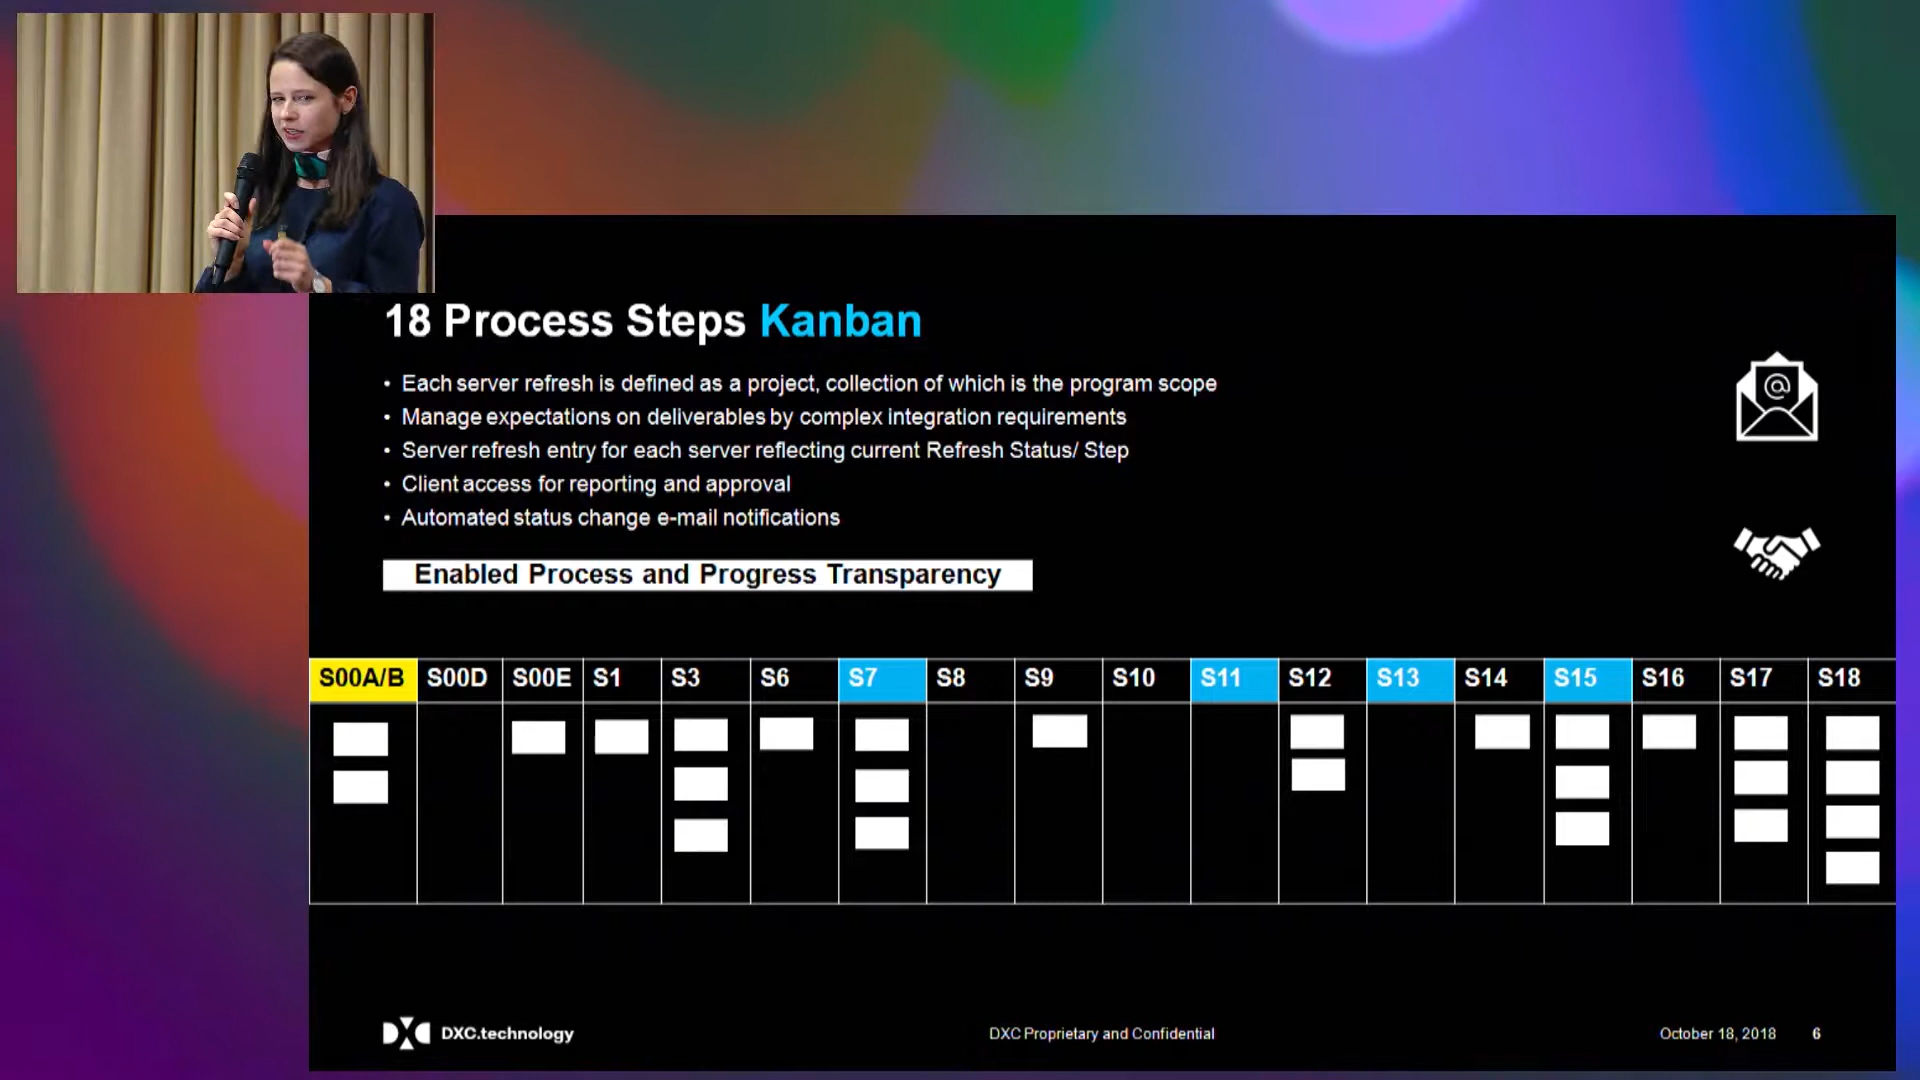 18 Process Steps Kanban
• Each server refresh is defined as a project, collection of which is the program scope
• Manage expectations on deliverables by complex integration requirements
• Server refresh entry for each server reflecting current Refresh Status/ Step
• Client access for reporting and approval
• Automated status change e-mail notifications
@
Enabled Process and Progress Transparency
S00A/B S00D S00E S1 S3 S6 S7 S8 S9 S10 S11 S12 S13 S14 S15 S16 S17 S18
DXC.technology
DXC Proprietary and Confidential
October 18, 2018 6